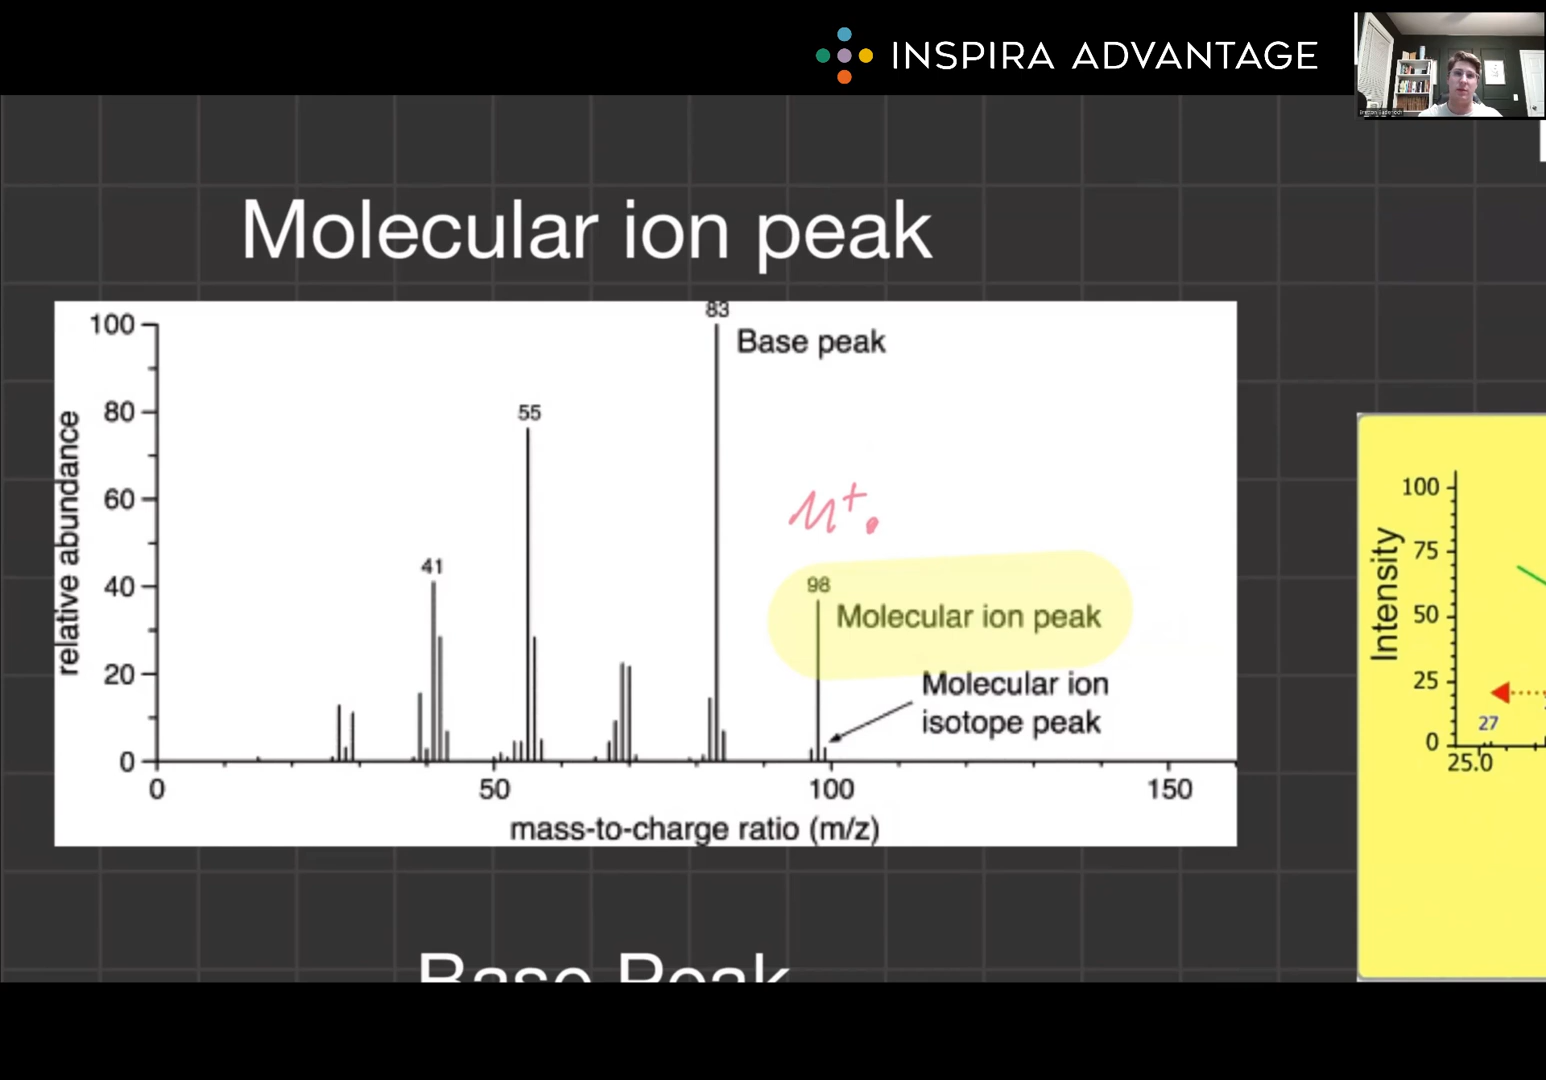 INSPIRA ADVANTAGE
Molecular ion peak
83
100
Base peak
80
55
relative abundance
60
M+•
41
40
98
Molecular ion peak
20
Molecular ion
isotope peak
0
0
50
100
150
mass-to-charge ratio (m/z)
Base Peak
100
75
Intensity
50
25
27
0
25.0